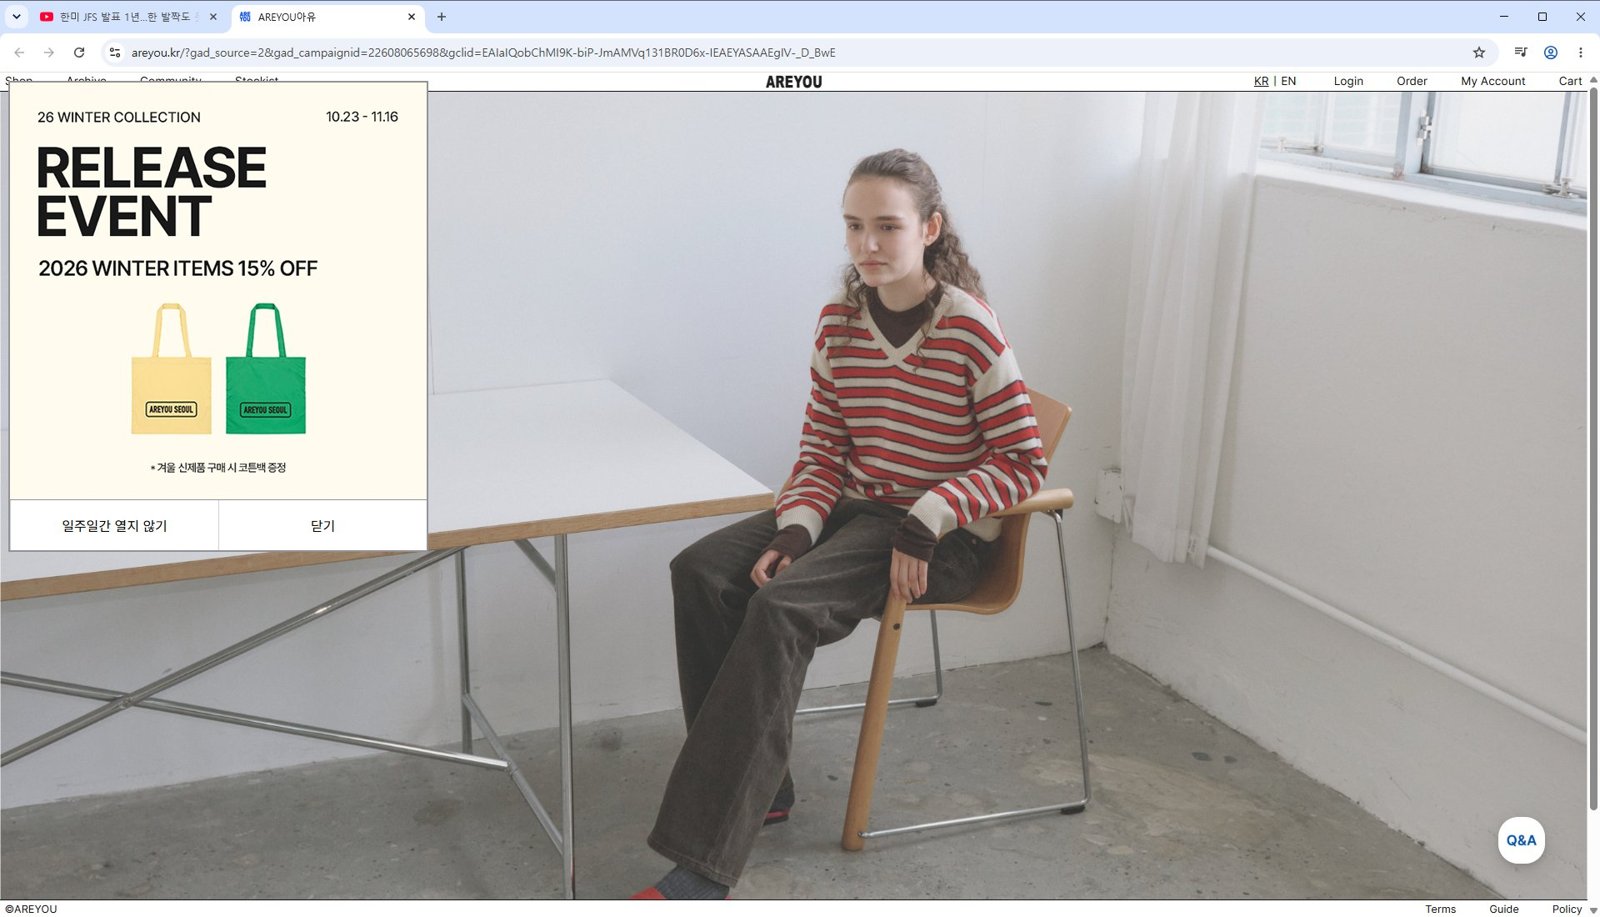 한미 JFS 발표 1년...한 발짝도
AREYOU아유
areyou.kr/?gad_source=2&gad_campaignid=22608065698&gclid=EAIaIQobChMI9K-biP-JmAMVq131BR0D6x-IEAEYASAAEgIV-_D_BwE
Shop Archive Community Stockist
AREYOU
KR | EN Login Order My Account Cart
26 WINTER COLLECTION 10.23 - 11.16
RELEASE
EVENT
2026 WINTER ITEMS 15% OFF
AREYOU SEOUL AREYOU SEOUL
* 겨울 신제품 구매 시 코튼백 증정
일주일간 열지 않기 닫기
Q&A
©AREYOU Terms Guide Policy